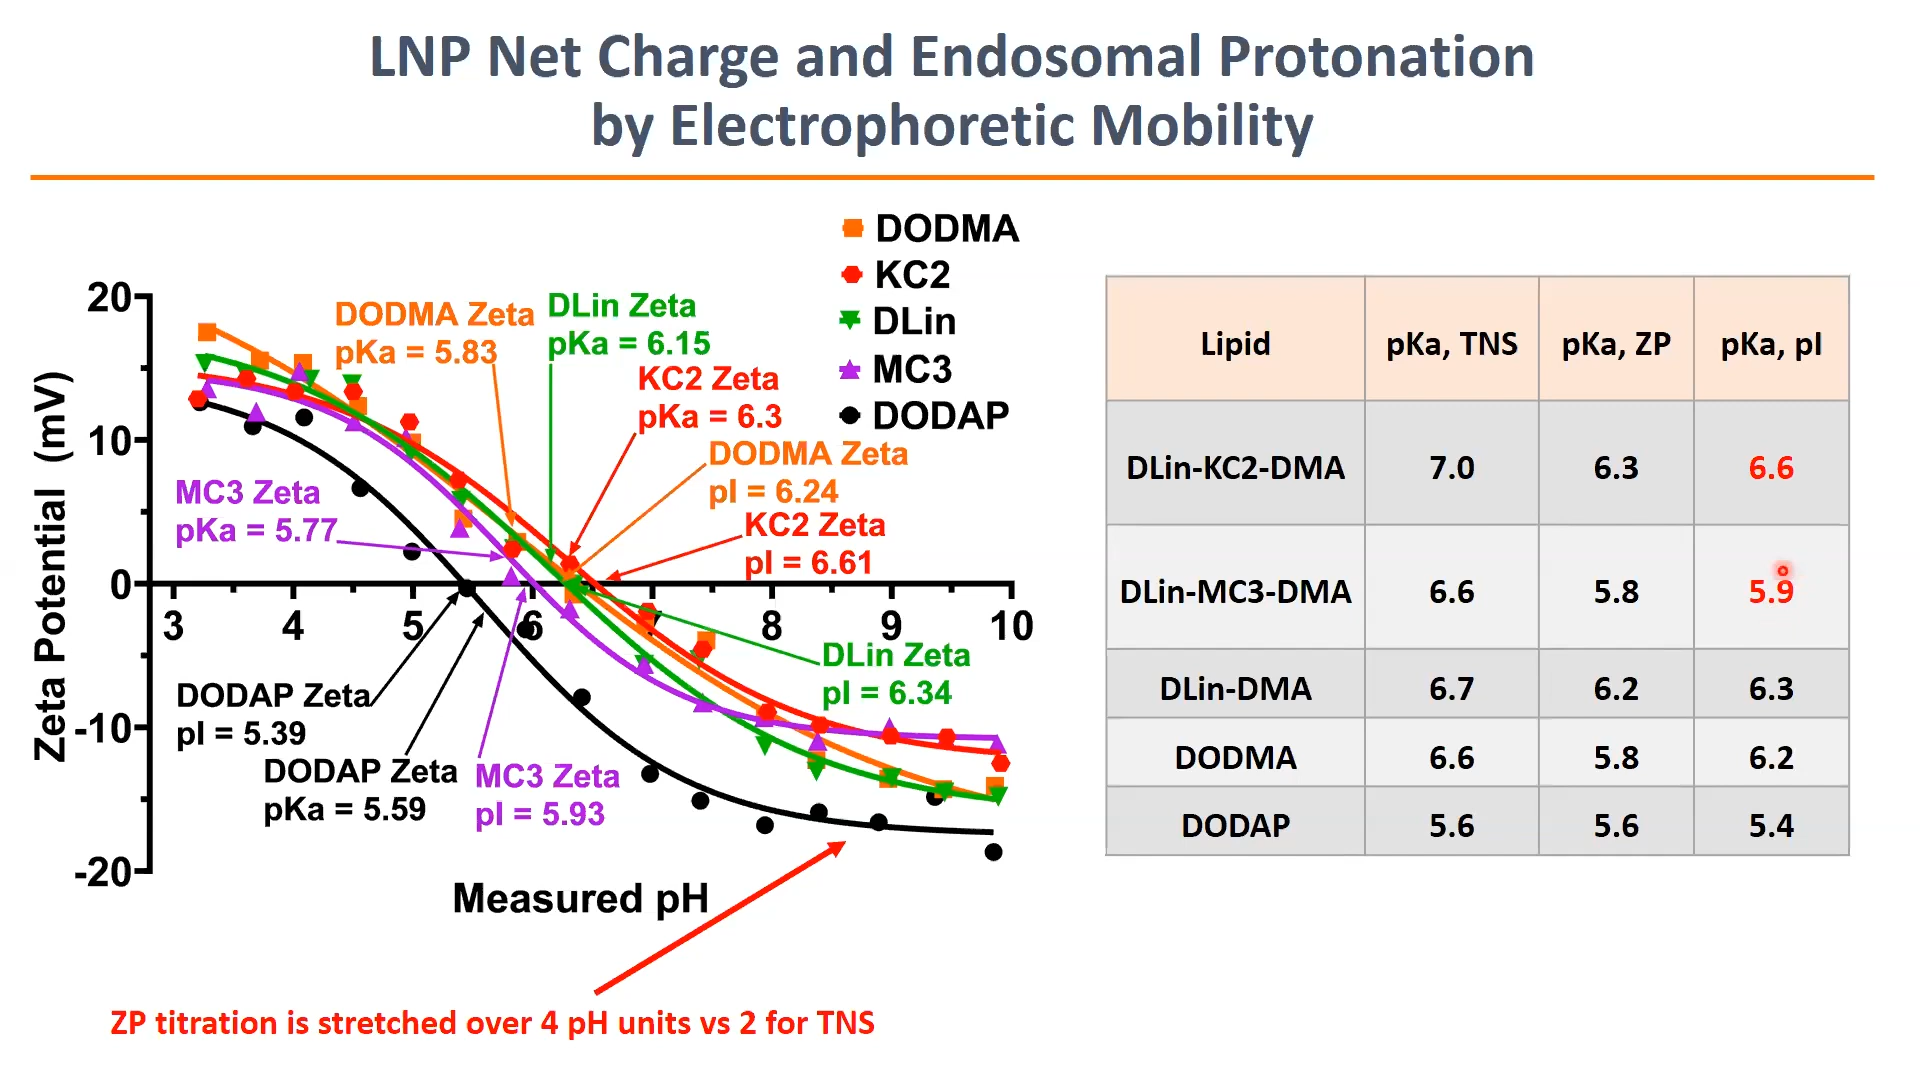 LNP Net Charge and Endosomal Protonation
by Electrophoretic Mobility
DODMA
KC2
DLin
MC3
DODAP
Zeta Potential (mV)
20
10
0
-10
-20
3 4 5 6 7 8 9 10
Measured pH
DODMA Zeta
pKa = 5.83
DLin Zeta
pKa = 6.15
KC2 Zeta
pKa = 6.3
DODMA Zeta
pI = 6.24
KC2 Zeta
pI = 6.61
MC3 Zeta
pKa = 5.77
DLin Zeta
pI = 6.34
DODAP Zeta
pI = 5.39
DODAP Zeta
pKa = 5.59
MC3 Zeta
pI = 5.93
ZP titration is stretched over 4 pH units vs 2 for TNS
Lipid pKa, TNS pKa, ZP pKa, pI
DLin-KC2-DMA 7.0 6.3 6.6
DLin-MC3-DMA 6.6 5.8 5.9
DLin-DMA 6.7 6.2 6.3
DODMA 6.6 5.8 6.2
DODAP 5.6 5.6 5.4